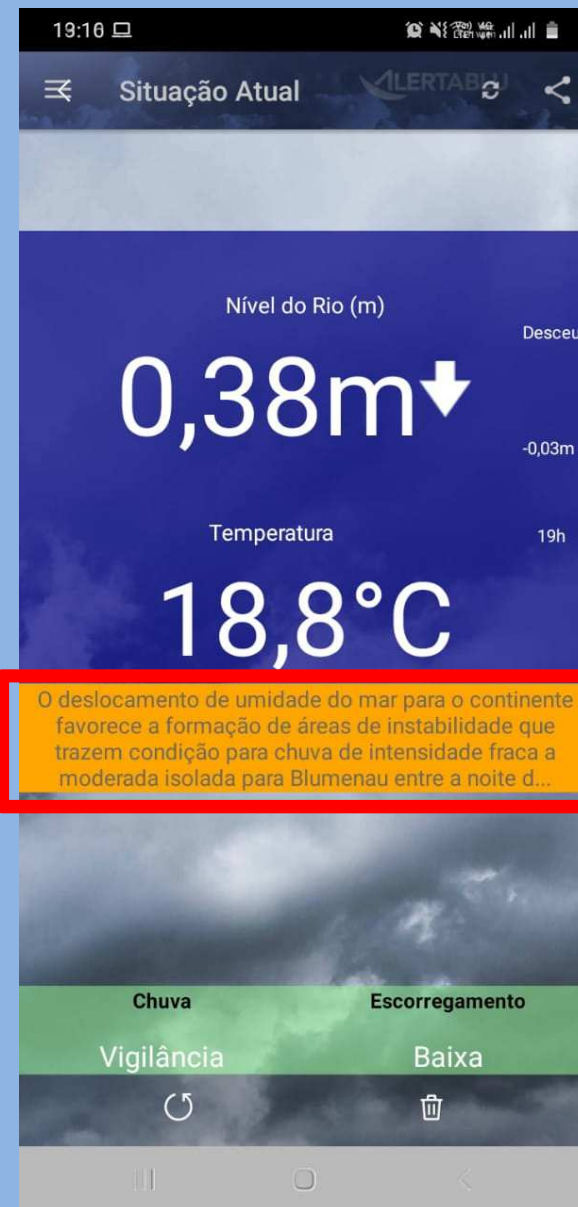 19:16
Situação Atual
ALERTABLU
Nível do Rio (m)
Desceu
0,38m
-0,03m
Temperatura
19h
18,8°C
O deslocamento de umidade do mar para o continente
favorece a formação de áreas de instabilidade que
trazem condição para chuva de intensidade fraca a
moderada isolada para Blumenau entre a noite d...
Chuva
Escorregamento
Vigilância
Baixa